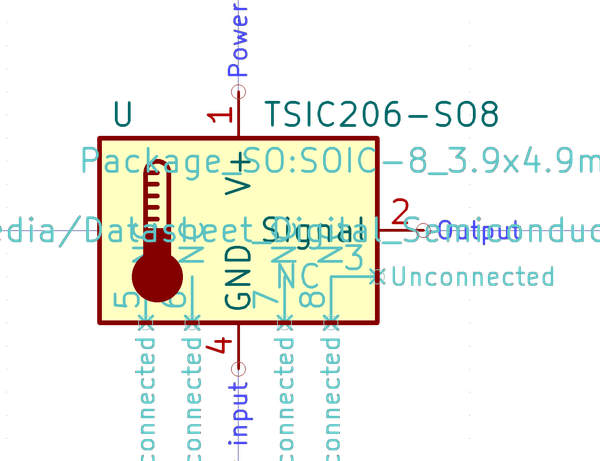 Power
1
U
TSIC206-SO8
Package_SO:SOIC-8_3.9x4.9m
V+
2
edia/Datasheet_Digital_Semiconduc
Signal
Output
NC
NC
NC
NC
GND
NC
3
Unconnected
5
6
7
8
4
connected
connected
input
connected
connected